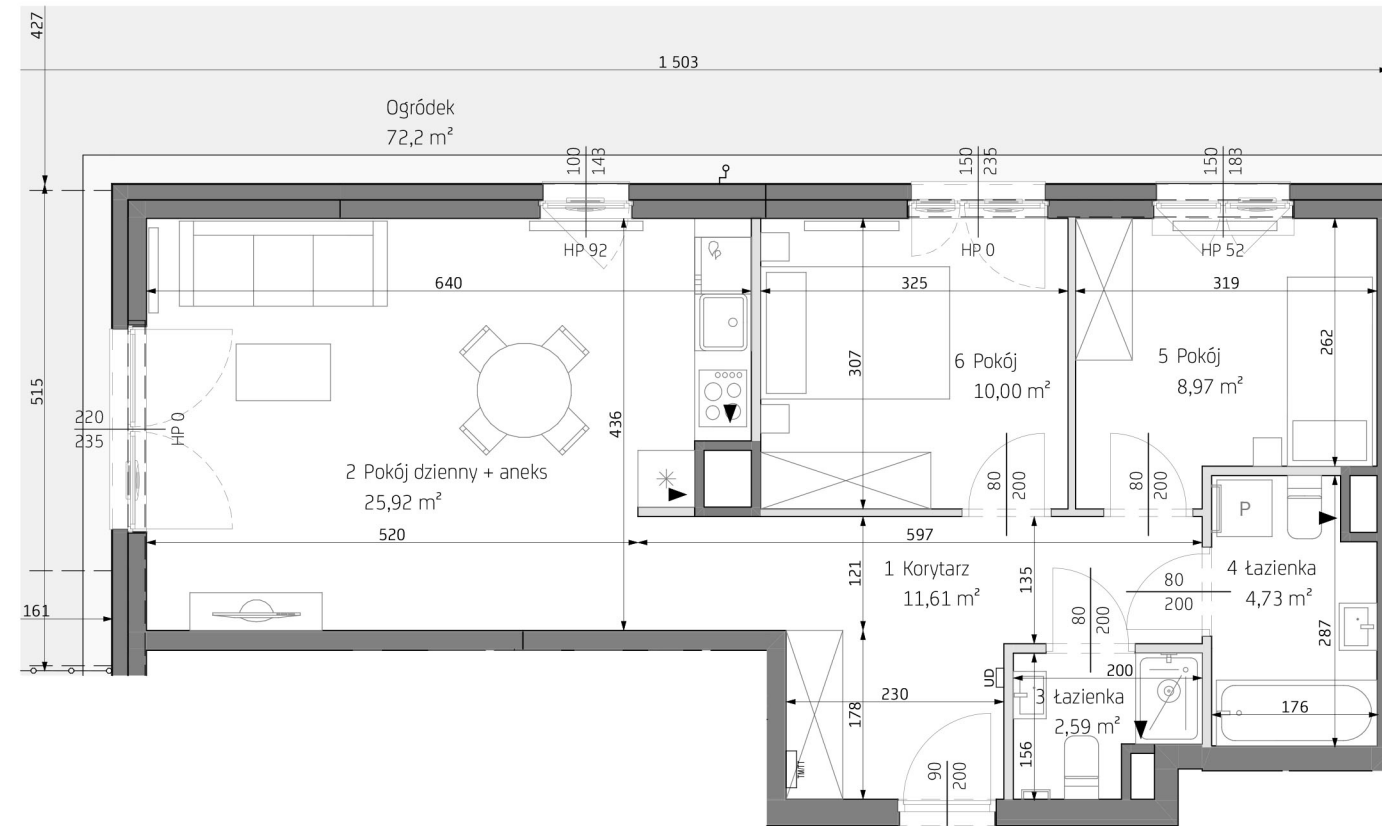 427
1 503
Ogródek
72,2 m²
100
143
150
235
150
183
HP 92
HP 0
HP 52
640
325
319
515
220
235
HP 0
436
307
262
6 Pokój
10,00 m²
5 Pokój
8,97 m²
2 Pokój dzienny + aneks
25,92 m²
80
200
80
200
P
520
597
121
135
1 Korytarz
11,61 m²
80
200
4 Łazienka
4,73 m²
80
200
161
287
UD
200
230
178
3 Łazienka
2,59 m²
176
156
90
200